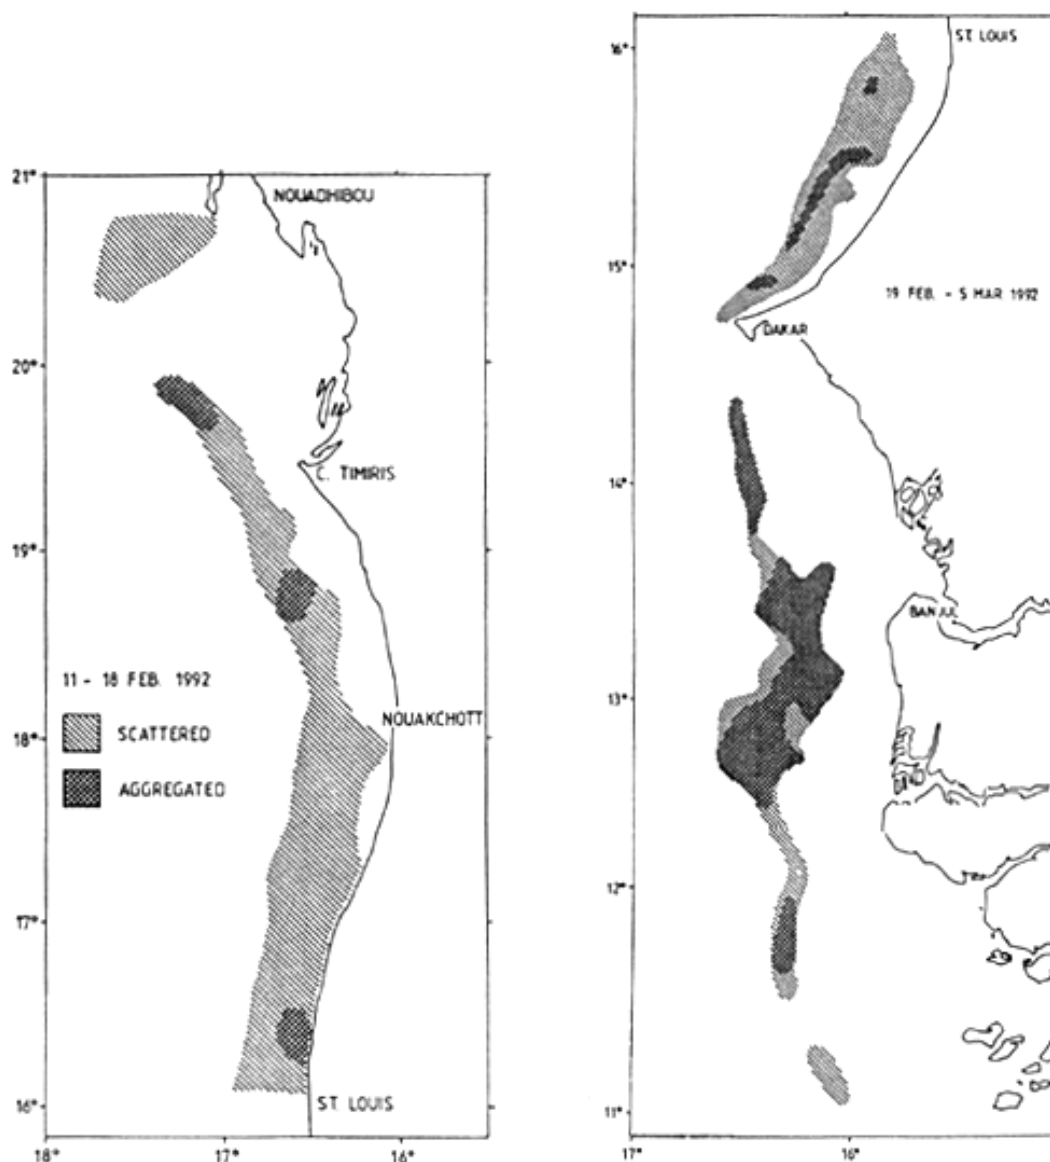 21°
NOUADHIBOU
20°
C. TIMIRIS
19°
11 - 18 FEB. 1992
SCATTERED
AGGREGATED
NOUAKCHOTT
18°
17°
16°
ST. LOUIS
18°
17°
16°
16°
ST. LOUIS
15°
19 FEB. - 5 MAR 1992
DAKAR
14°
BANJUL
13°
12°
11°
17°
16°